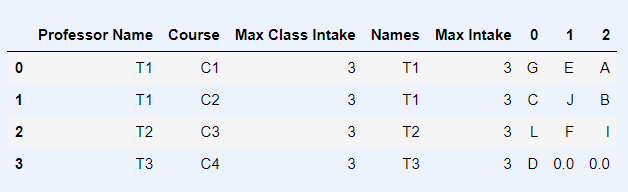 Professor Name Course Max Class Intake Names Max Intake 0 1 2
0 T1 C1 3 T1 3 G E A
1 T1 C2 3 T1 3 C J B
2 T2 C3 3 T2 3 L F I
3 T3 C4 3 T3 3 D 0.0 0.0